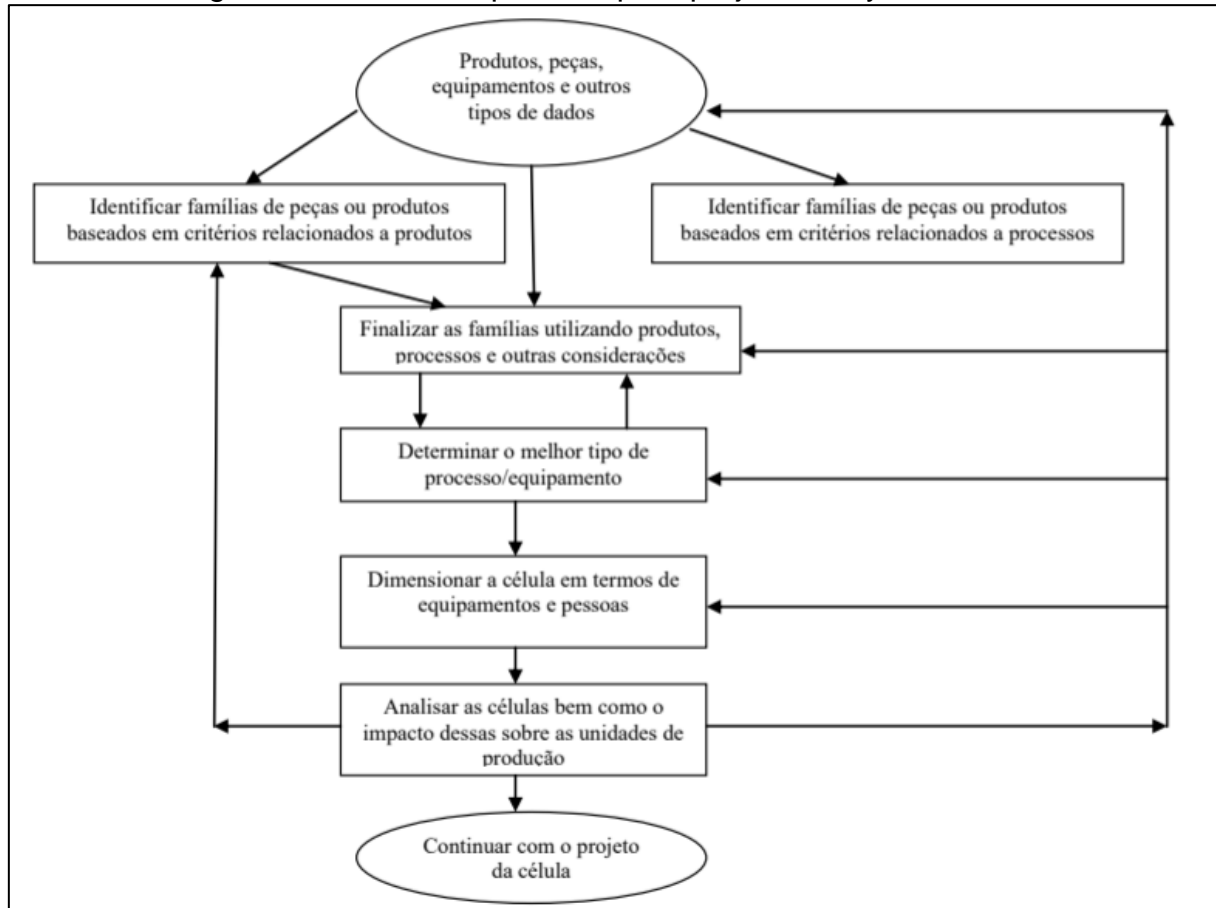 Produtos, peças,
equipamentos e outros
tipos de dados
Identificar famílias de peças ou produtos
baseados em critérios relacionados a produtos
Identificar famílias de peças ou produtos
baseados em critérios relacionados a processos
Finalizar as famílias utilizando produtos,
processos e outras considerações
Determinar o melhor tipo de
processo/equipamento
Dimensionar a célula em termos de
equipamentos e pessoas
Analisar as células bem como o
impacto dessas sobre as unidades de
produção
Continuar com o projeto
da célula